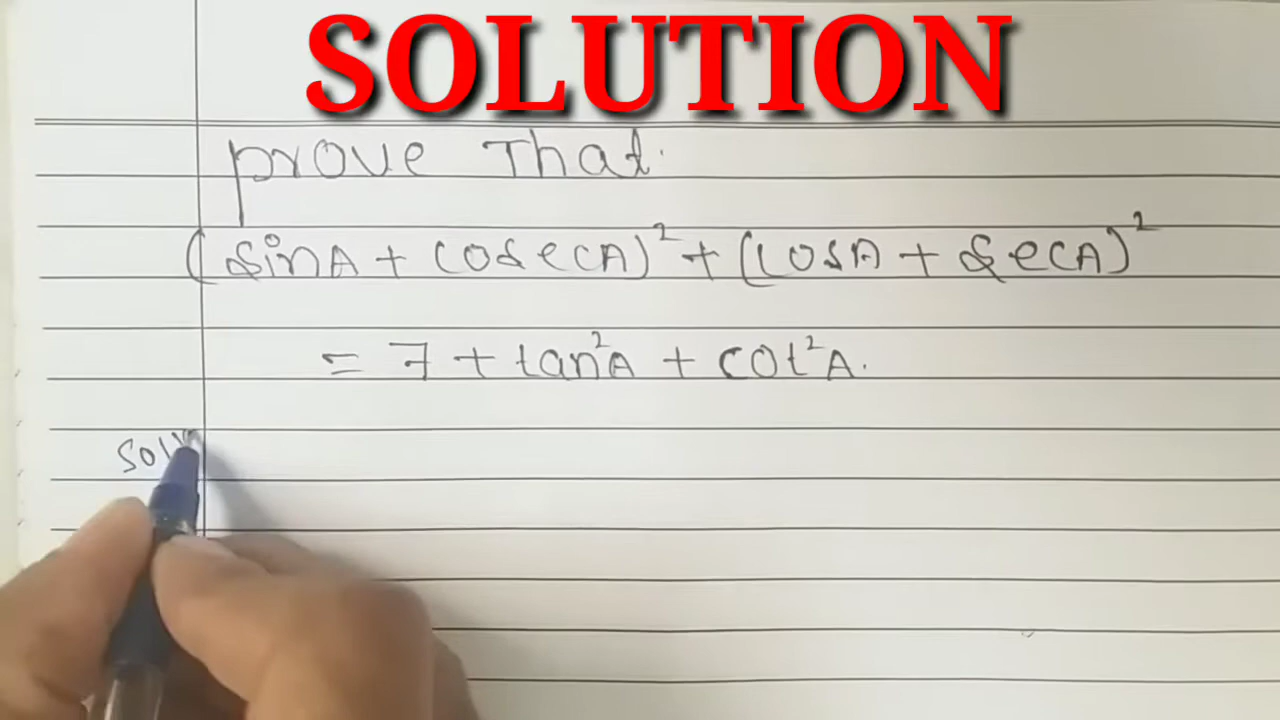 SOLUTION
prove That.
(sinA + cosecA)² + (cosA + secA)²
= 7 + tan²A + cot²A.